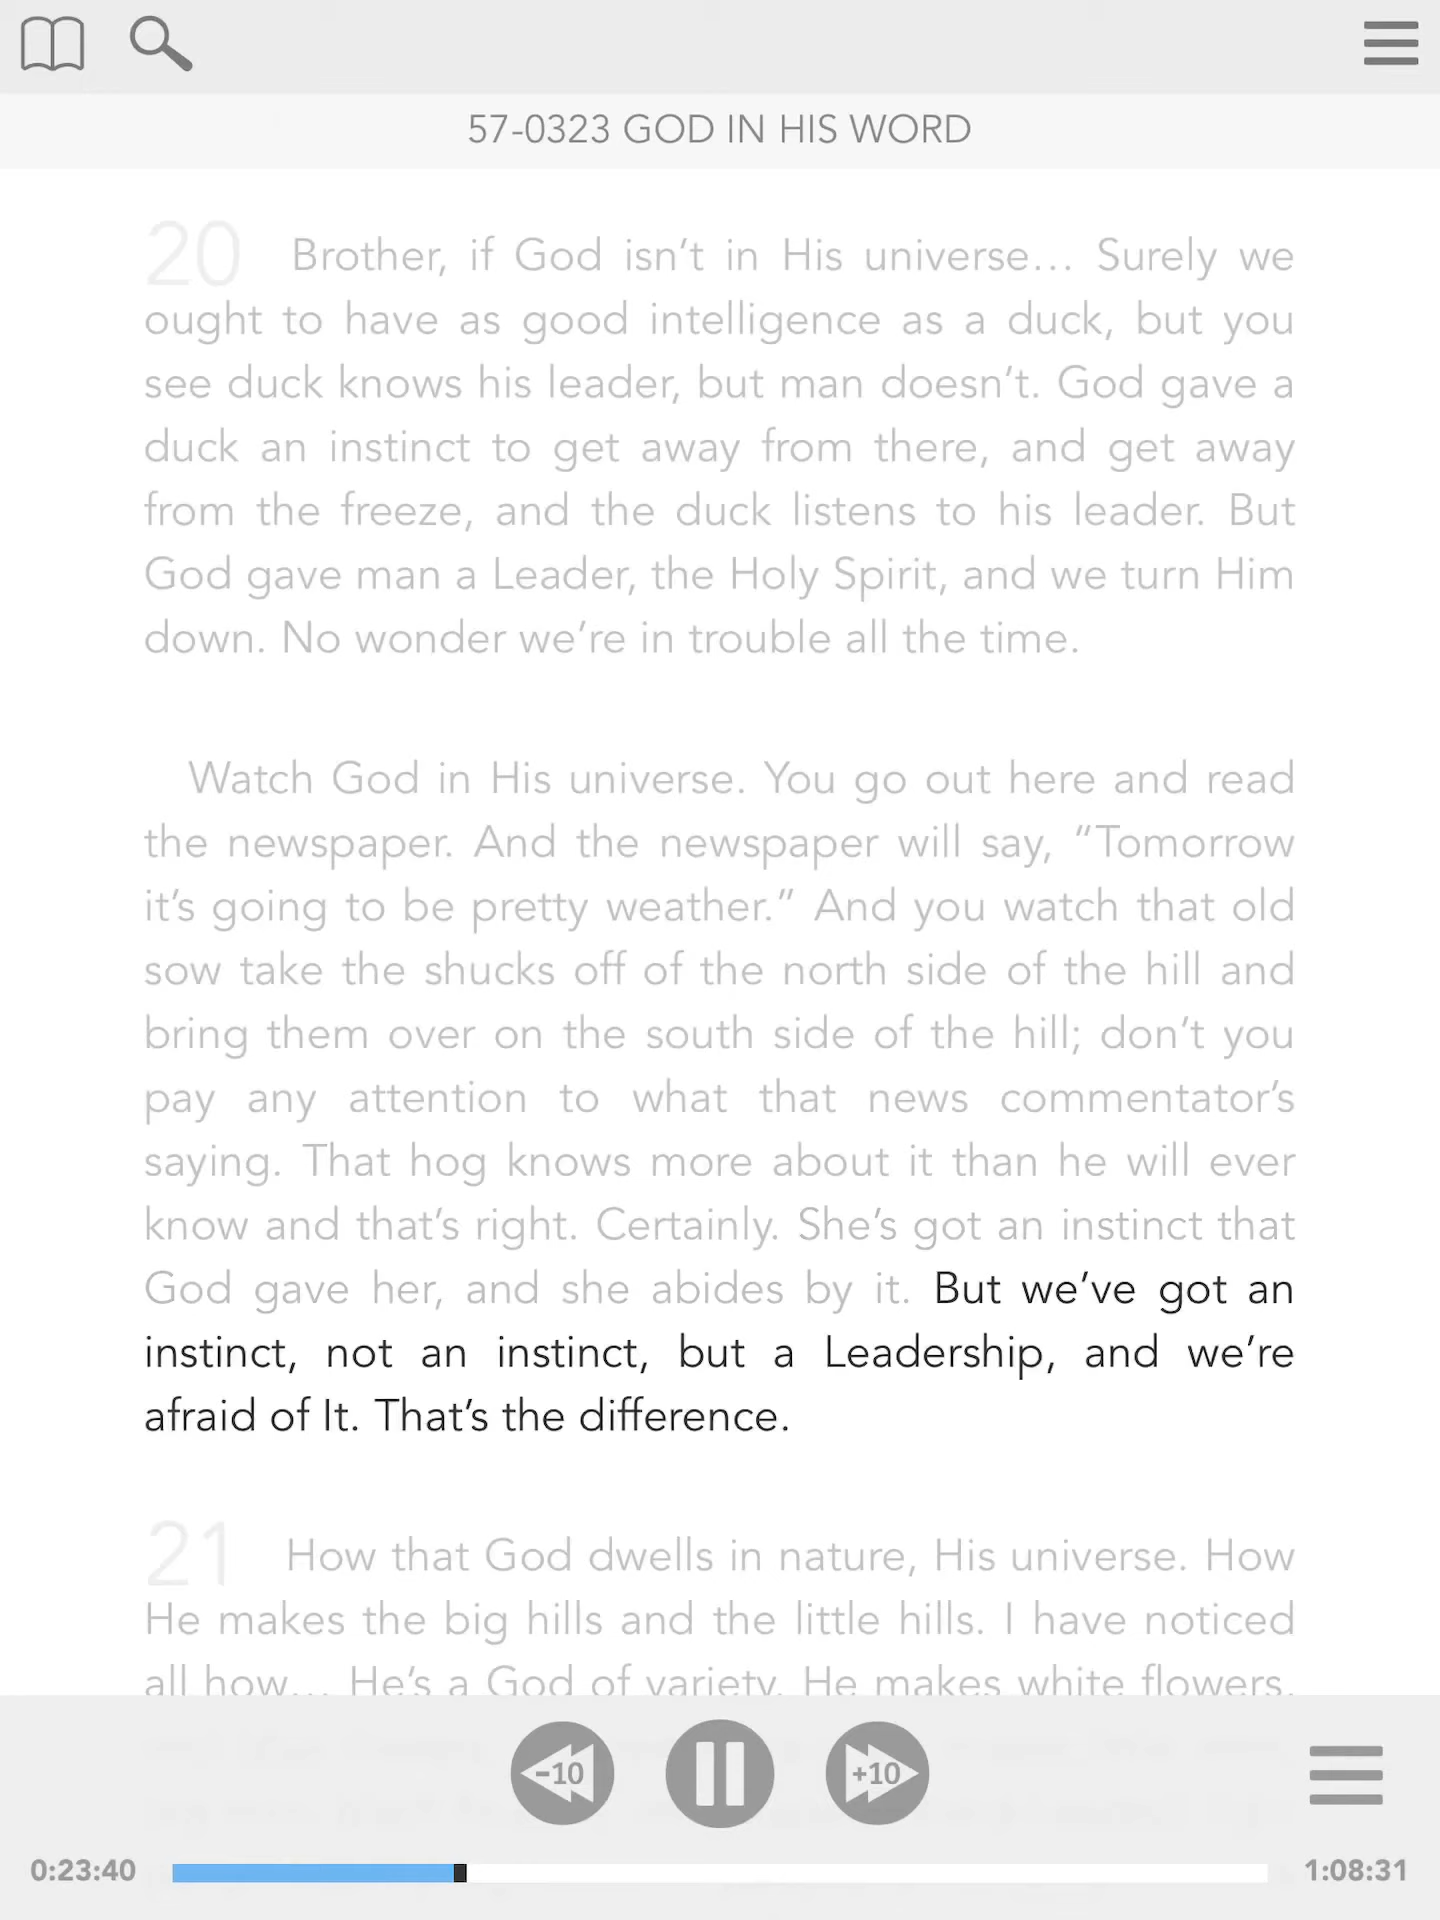 57-0323 GOD IN HIS WORD
20 Brother, if God isn’t in His universe… Surely we
ought to have as good intelligence as a duck, but you
see duck knows his leader, but man doesn’t. God gave a
duck an instinct to get away from there, and get away
from the freeze, and the duck listens to his leader. But
God gave man a Leader, the Holy Spirit, and we turn Him
down. No wonder we’re in trouble all the time.
Watch God in His universe. You go out here and read
the newspaper. And the newspaper will say, “Tomorrow
it’s going to be pretty weather.” And you watch that old
sow take the shucks off of the north side of the hill and
bring them over on the south side of the hill; don’t you
pay any attention to what that news commentator’s
saying. That hog knows more about it than he will ever
know and that’s right. Certainly. She’s got an instinct that
God gave her, and she abides by it. But we’ve got an
instinct, not an instinct, but a Leadership, and we’re
afraid of It. That’s the difference.
21 How that God dwells in nature, His universe. How
He makes the big hills and the little hills. I have noticed
all how… He’s a God of variety. He makes white flowers,
-10 +10
0:23:40 1:08:31